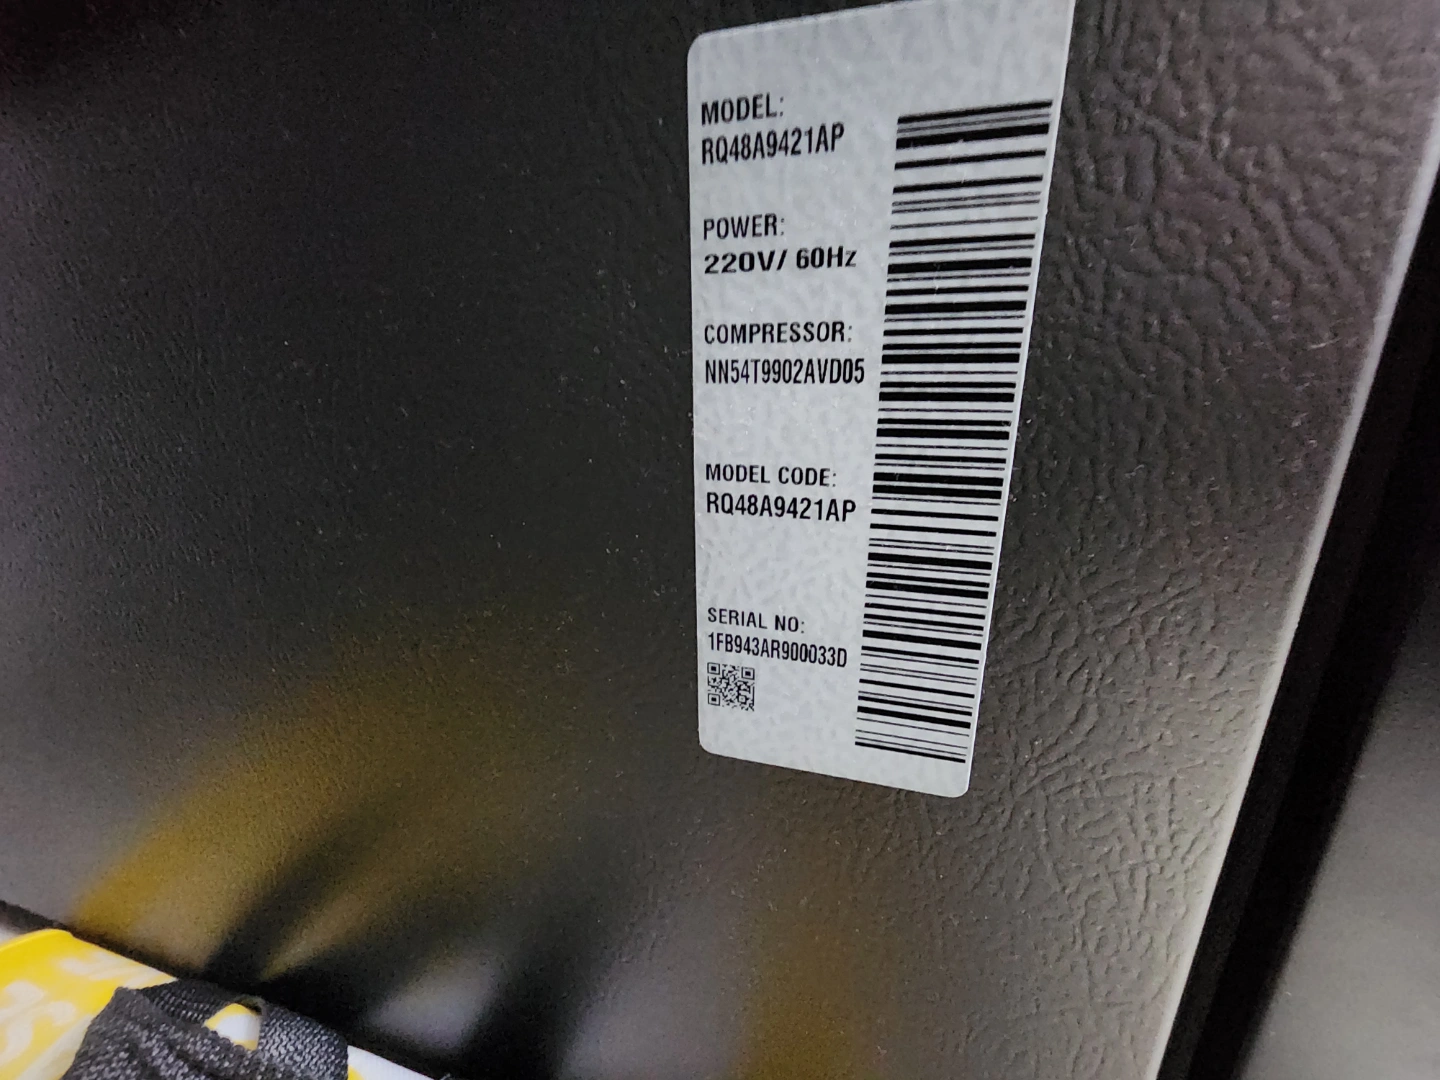 MODEL:
RQ48A9421AP
POWER:
220V/ 60Hz
COMPRESSOR:
NN54T9902AVD05
MODEL CODE:
RQ48A9421AP
SERIAL NO:
1FB943AR900033D